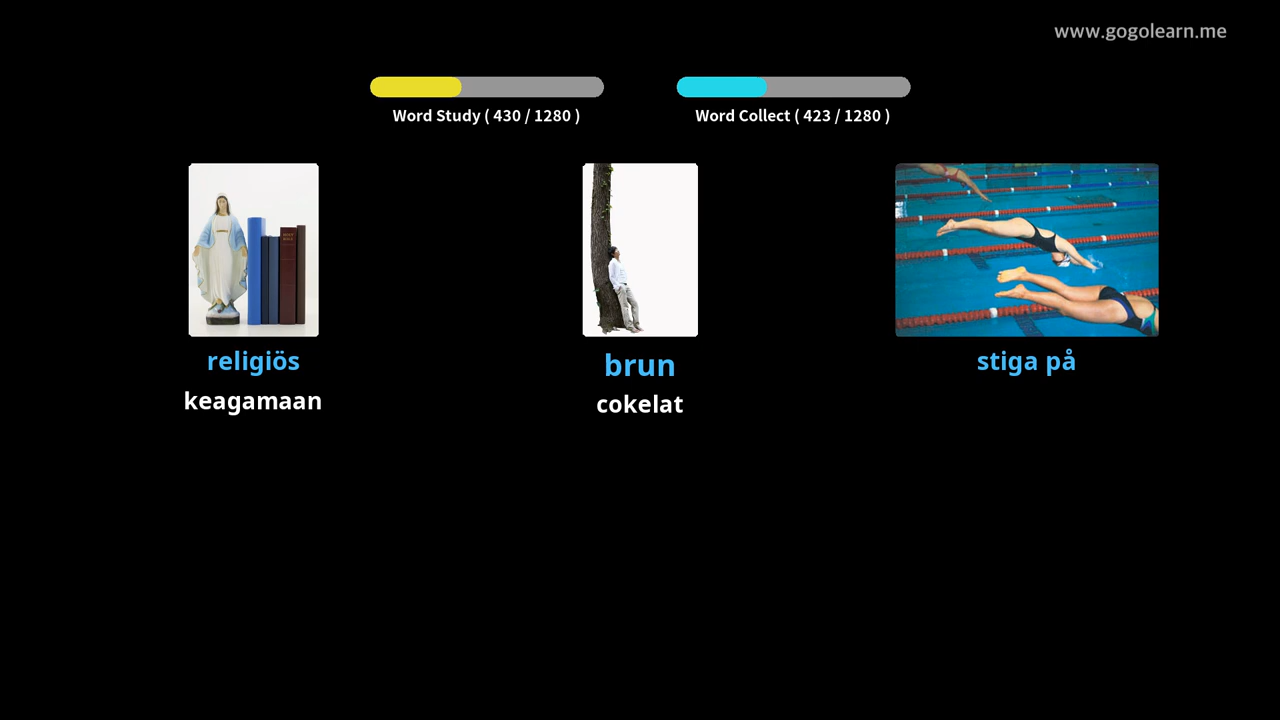 www.gogolearn.me
Word Study ( 430 / 1280 )
Word Collect ( 423 / 1280 )
religiös
brun
stiga på
keagamaan
cokelat